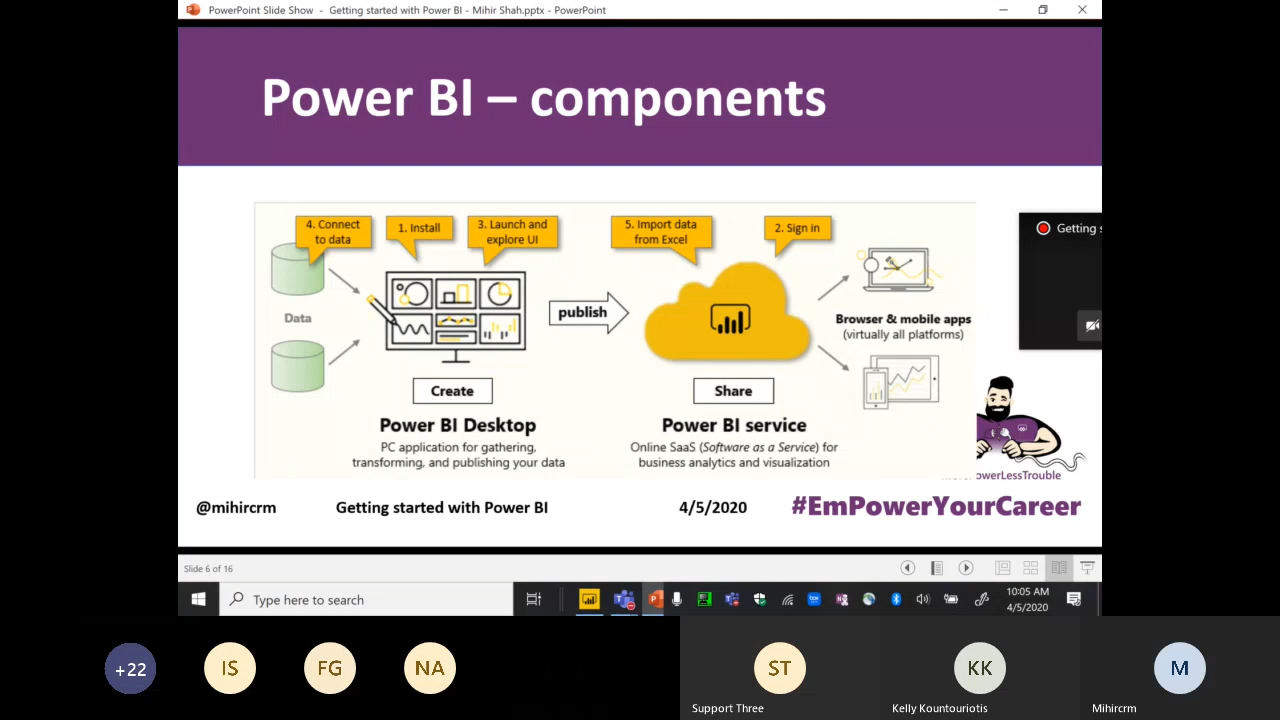 PowerPoint Slide Show - Getting started with Power BI - Mihir Shah.pptx - PowerPoint
Power BI – components
4. Connect
to data
1. Install
3. Launch and
explore UI
5. Import data
from Excel
2. Sign in
Getting s
Data
publish
Browser & mobile apps
(virtually all platforms)
Create
Share
Power BI Desktop
PC application for gathering,
transforming, and publishing your data
Power BI service
Online SaaS (Software as a Service) for
business analytics and visualization
owerLessTrouble
@mihircrm
Getting started with Power BI
4/5/2020
#EmPowerYourCareer
Slide 6 of 16
Type here to search
10:05 AM
4/5/2020
+22
IS
FG
NA
ST
KK
M
Support Three
Kelly Kountouriotis
Mihircrm